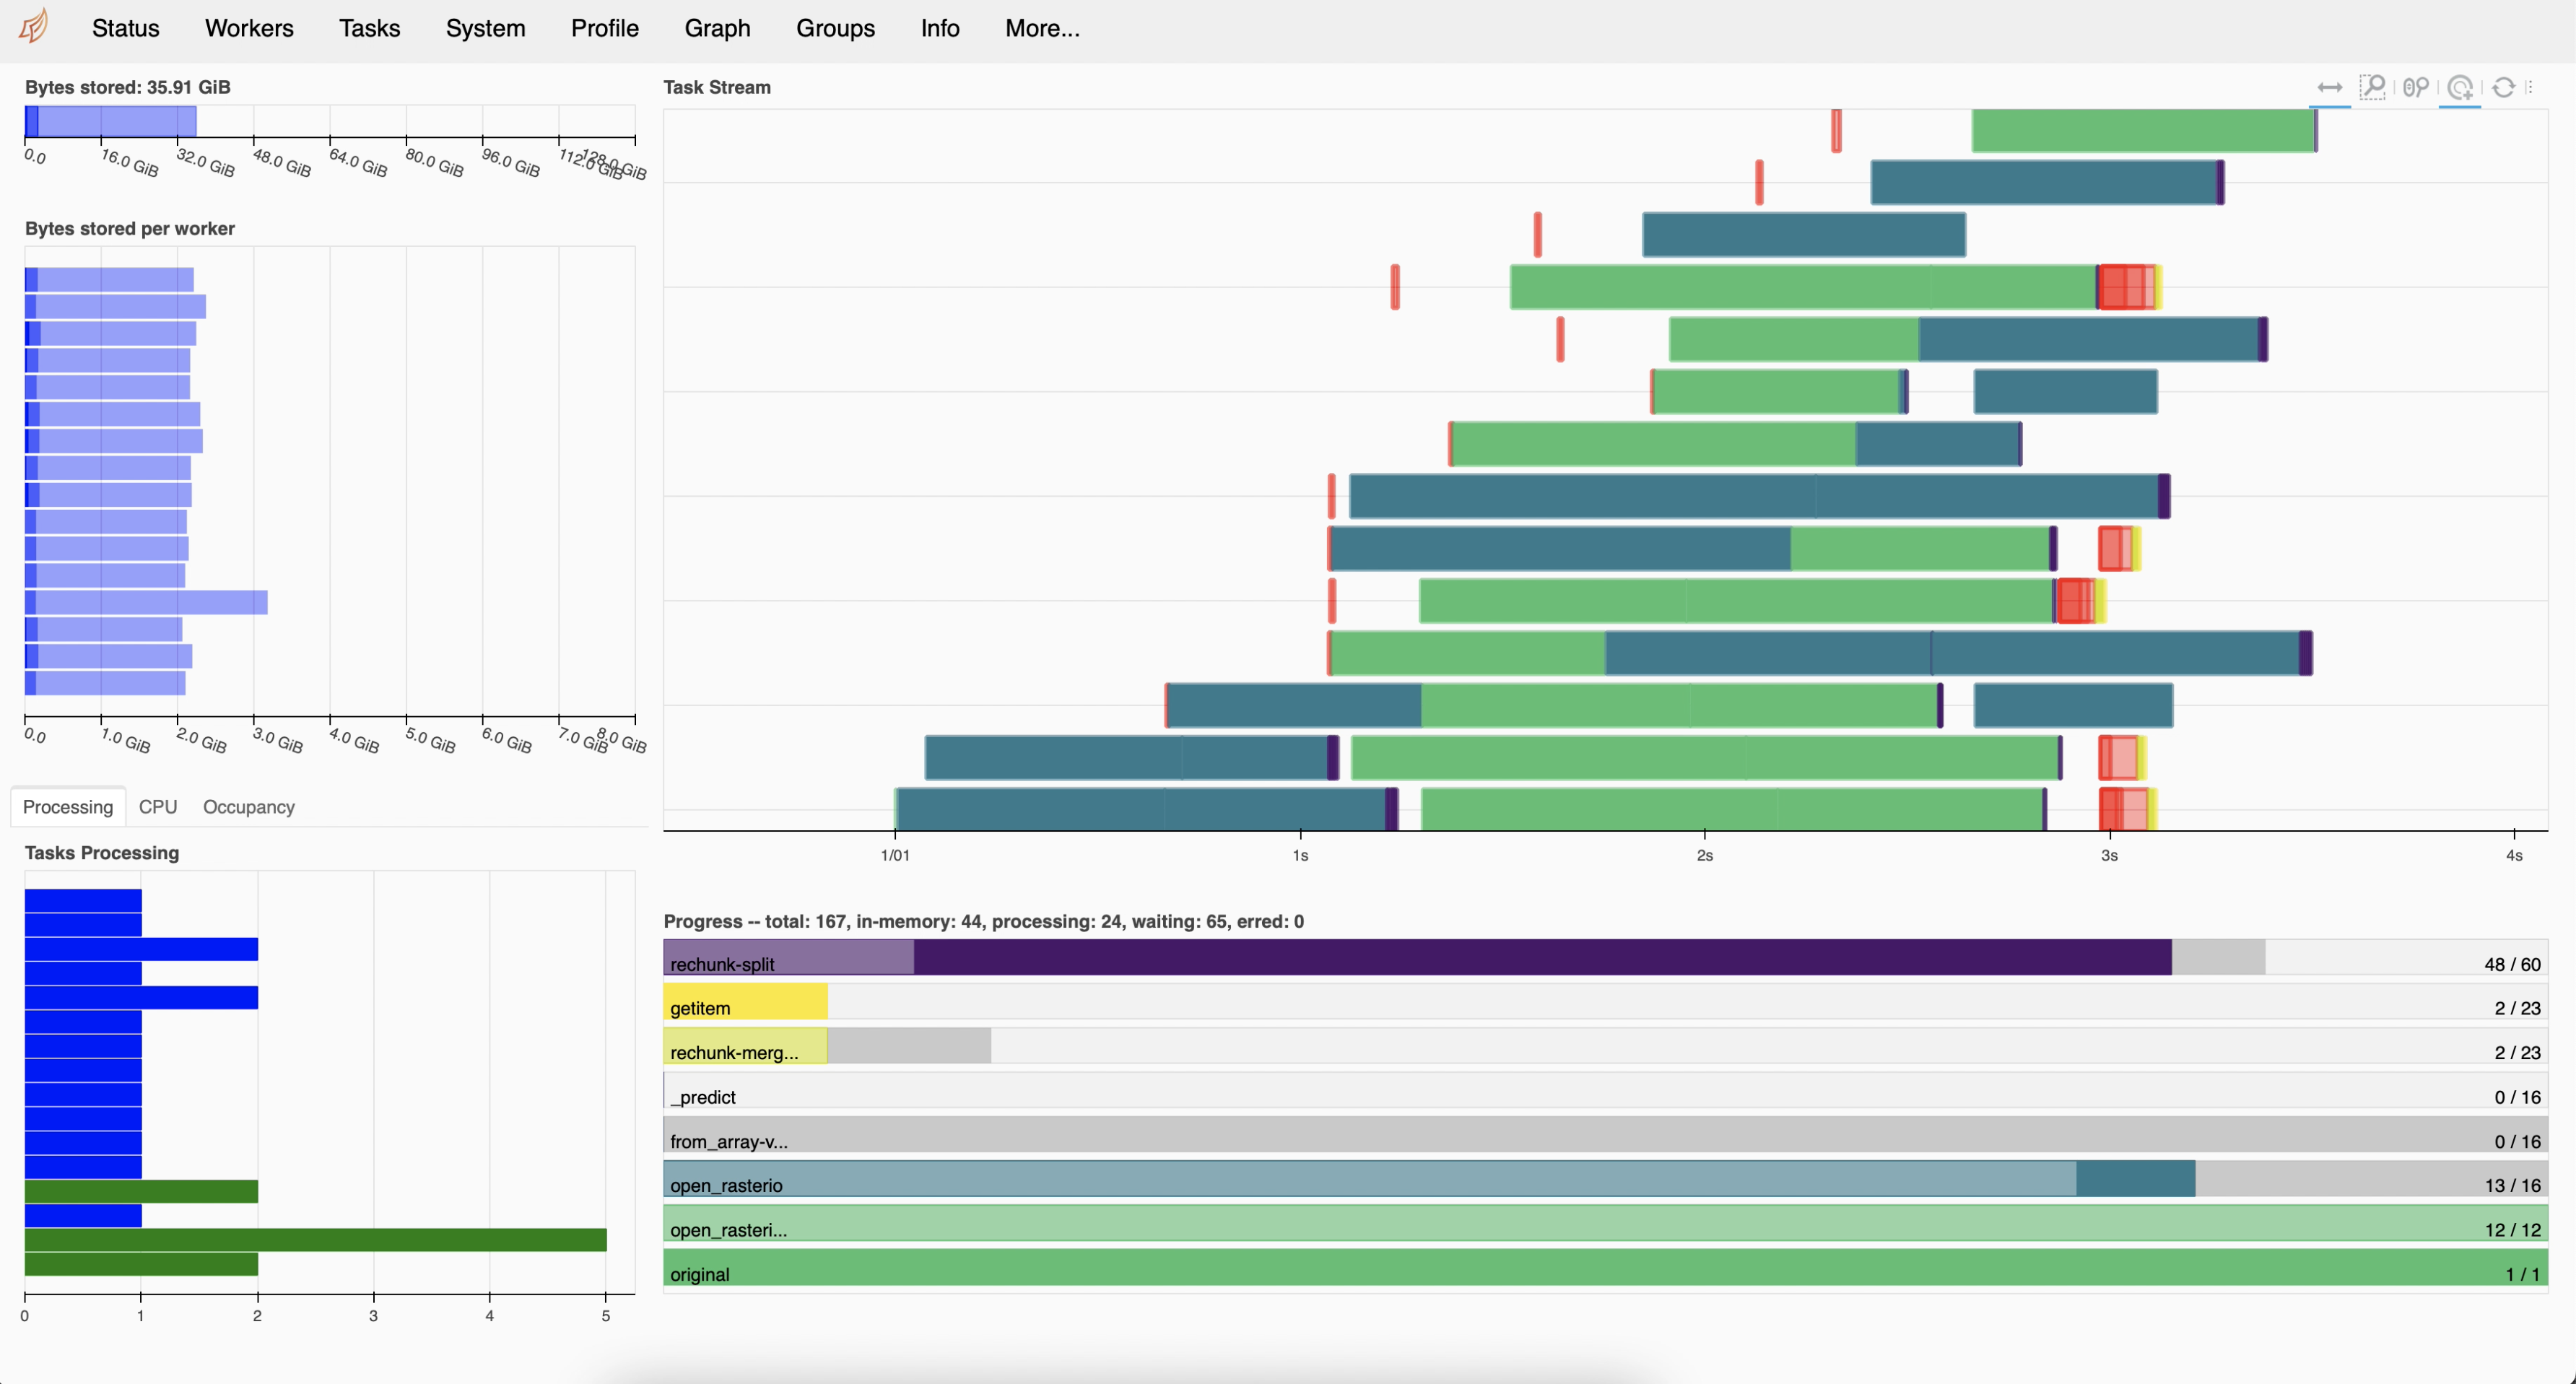 Status Workers Tasks System Profile Graph Groups Info More...
Bytes stored: 35.91 GiB
0.0 16.0 GiB 32.0 GiB 48.0 GiB 64.0 GiB 80.0 GiB 96.0 GiB 112.0 GiB 128.0 GiB
Bytes stored per worker
0.0 1.0 GiB 2.0 GiB 3.0 GiB 4.0 GiB 5.0 GiB 6.0 GiB 7.0 GiB 8.0 GiB
Processing CPU Occupancy
Tasks Processing
0 1 2 3 4 5
Task Stream
1/01 1s 2s 3s 4s
Progress -- total: 167, in-memory: 44, processing: 24, waiting: 65, erred: 0
rechunk-split 48 / 60
getitem 2 / 23
rechunk-merg... 2 / 23
_predict 0 / 16
from_array-v... 0 / 16
open_rasterio 13 / 16
open_rasteri... 12 / 12
original 1 / 1